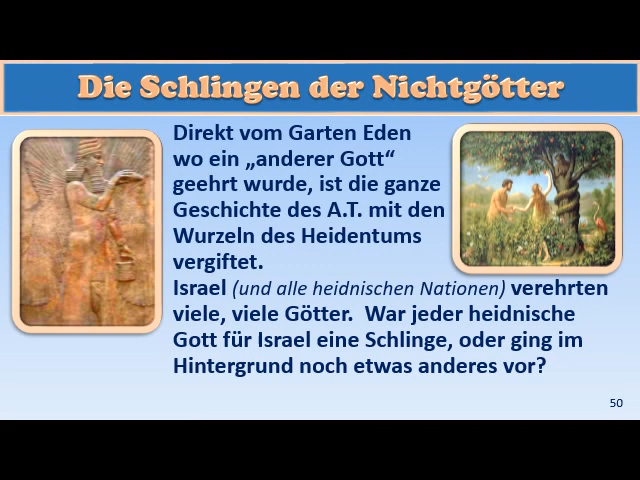 Die Schlingen der Nichtgötter
Direkt vom Garten Eden
wo ein „anderer Gott“
geehrt wurde, ist die ganze
Geschichte des A.T. mit den
Wurzeln des Heidentums
vergiftet.
Israel (und alle heidnischen Nationen) verehrten
viele, viele Götter.  War jeder heidnische
Gott für Israel eine Schlinge, oder ging im
Hintergrund noch etwas anderes vor?
50